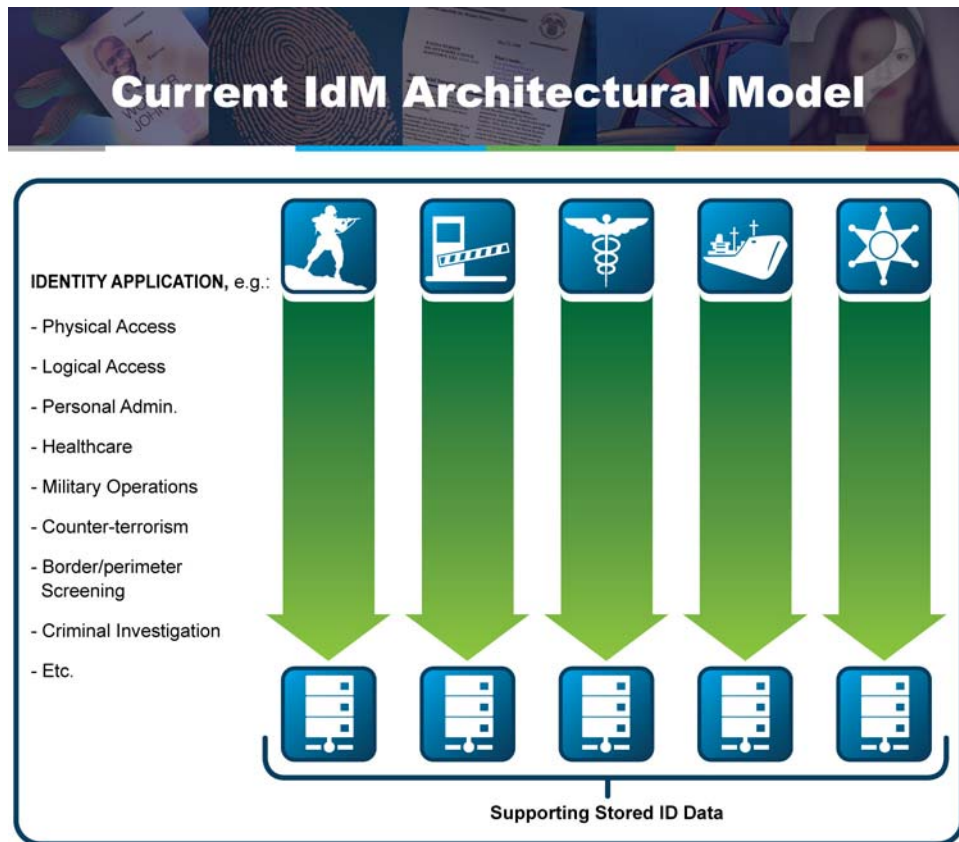 Current IdM Architectural Model
IDENTITY APPLICATION, e.g.:
- Physical Access
- Logical Access
- Personal Admin.
- Healthcare
- Military Operations
- Counter-terrorism
- Border/perimeter
Screening
- Criminal Investigation
- Etc.
Supporting Stored ID Data